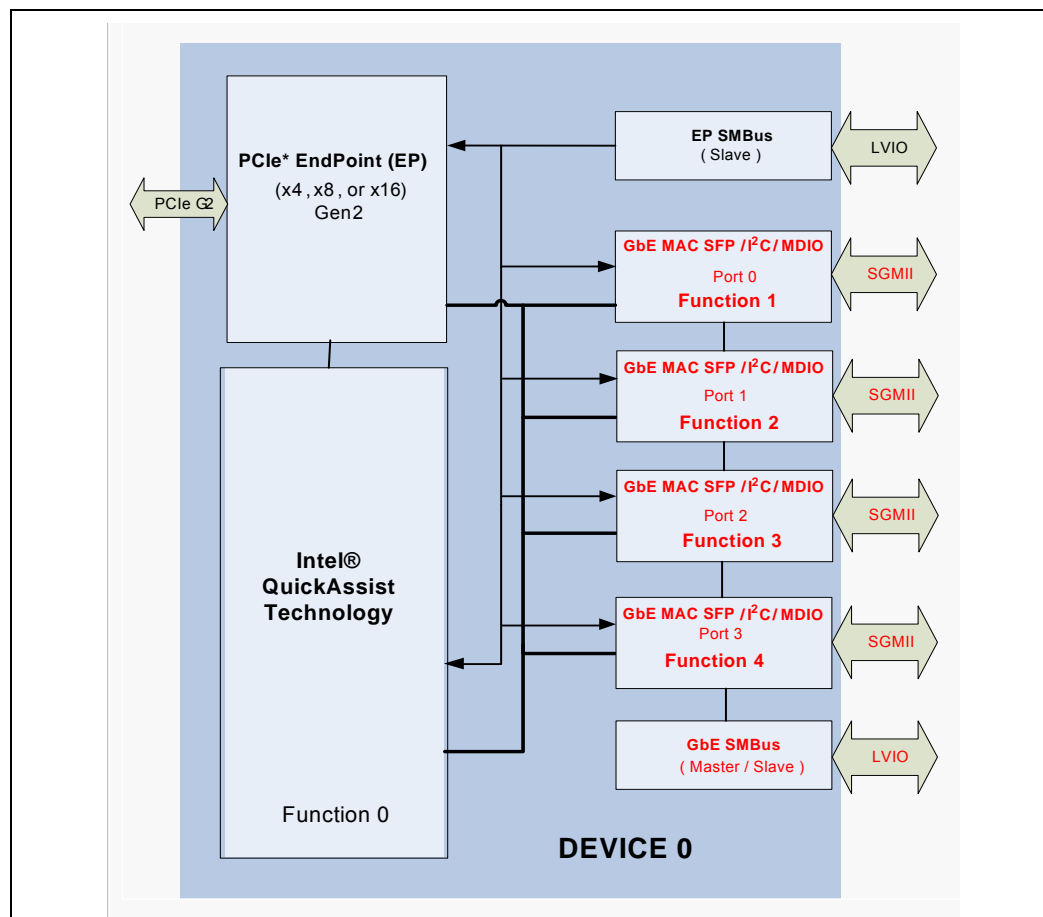 PCIe* EndPoint (EP)
(x4, x8, or x16)
Gen2
PCIe G2
EP SMBus
( Slave )
LVIO
GbE MAC SFP /I²C/ MDIO
Port 0
Function 1
SGMII
GbE MAC SFP /I²C/ MDIO
Port 1
Function 2
SGMII
GbE MAC SFP /I²C/ MDIO
Port 2
Function 3
SGMII
Intel®
QuickAssist
Technology
GbE MAC SFP /I²C/ MDIO
Port 3
Function 4
SGMII
GbE SMBus
( Master / Slave )
LVIO
Function 0
DEVICE 0